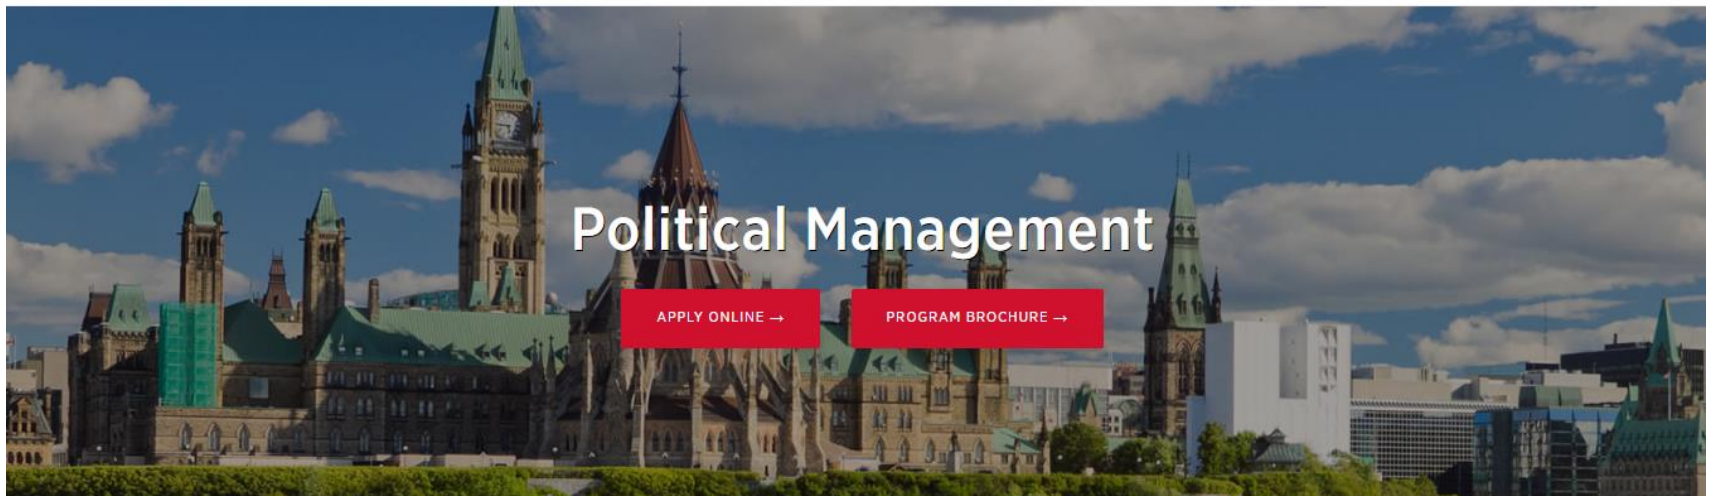 Political Management
APPLY ONLINE → PROGRAM BROCHURE →